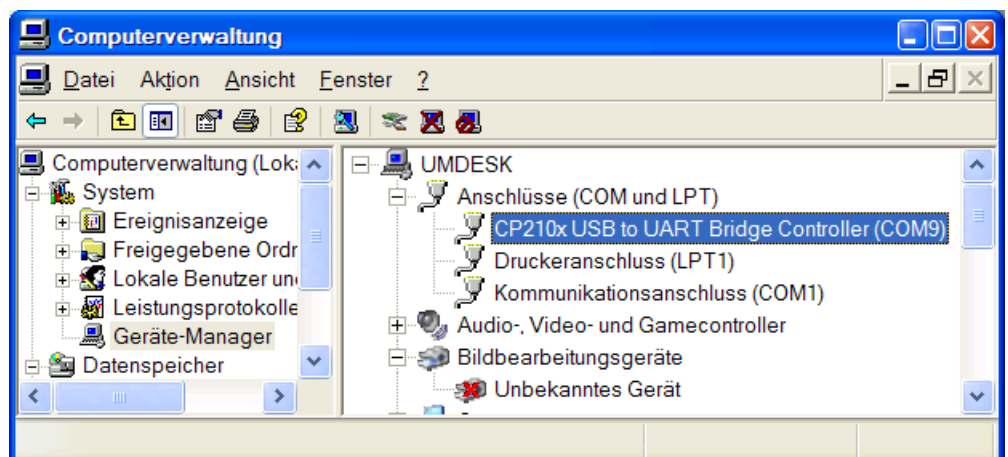 Computerverwaltung
Datei Aktion Ansicht Fenster ?
Computerverwaltung (Loka
System
Ereignisanzeige
Freigegebene Ordr
Lokale Benutzer und
Leistungsprotokolle
Geräte-Manager
Datenspeicher
UMDESK
Anschlüsse (COM und LPT)
CP210x USB to UART Bridge Controller (COM9)
Druckeranschluss (LPT1)
Kommunikationsanschluss (COM1)
Audio-, Video- und Gamecontroller
Bildbearbeitungsgeräte
Unbekanntes Gerät